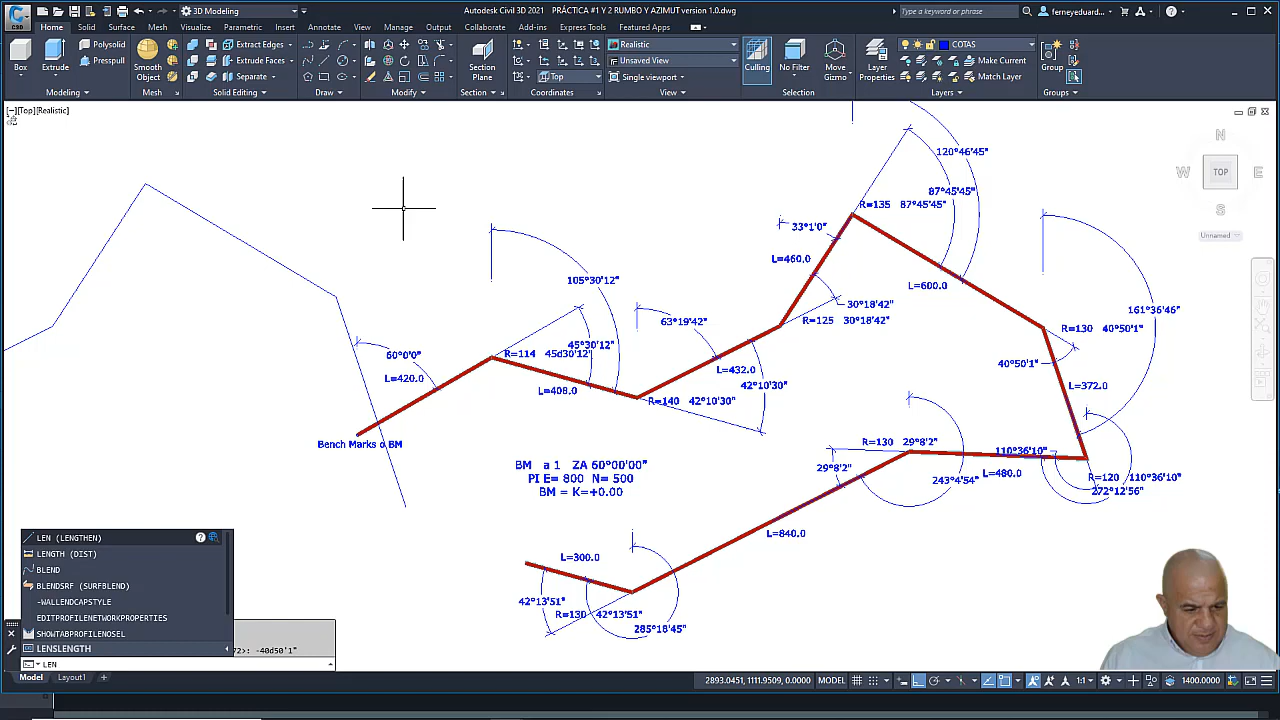 C3D
3D Modeling
Autodesk Civil 3D 2021
PRÁCTICA #1 Y 2 RUMBO Y AZIMUT version 1.0.dwg
Type a keyword or phrase
ferneyeduard...
Home
Solid
Surface
Mesh
Visualize
Parametric
Insert
Annotate
View
Manage
Output
Collaborate
Add-ins
Express Tools
Featured Apps
Box
Extrude
Polysolid
Presspull
Smooth
Object
Extract Edges
Extrude Faces
Separate
Section
Plane
Top
Realistic
Unsaved View
Single viewport
Culling
No Filter
Move
Gizmo
Layer
Properties
COTAS
Make Current
Match Layer
Group
Modeling
Mesh
Solid Editing
Draw
Modify
Section
Coordinates
View
Selection
Layers
Groups
[−][Top][Realistic]
N
W
TOP
E
S
Unnamed
120°46'45"
87°45'45"
R=135 87°45'45"
33°1'0"
L=460.0
105°30'12"
L=600.0
30°18'42"
R=125 30°18'42"
161°36'46"
63°19'42"
R=130 40°50'1"
45°30'12"
R=114 45d30'12"
60°0'0"
40°50'1"
L=432.0
L=420.0
L=408.0
42°10'30"
L=372.0
R=140 42°10'30"
Bench Marks o BM
R=130 29°8'2"
110°36'10"
BM a 1 ZA 60°00'00"
PI E= 800 N= 500
BM = K=+0.00
29°8'2"
L=480.0
243°4'54"
R=120 110°36'10"
272°12'56"
L=840.0
L=300.0
42°13'51"
R=130 42°13'51"
285°18'45"
LEN (LENGTHEN)
LENGTH (DIST)
BLEND
BLENDSRF (SURFBLEND)
-WALLENDCAPSTYLE
EDITPROFILENETWORKPROPERTIES
SHOWTABPROFILENOSEL
LENSLENGTH
72>: -40d50'1"
LEN
Model
Layout1
2893.0451, 1111.9509, 0.0000
MODEL
1:1
1400.0000